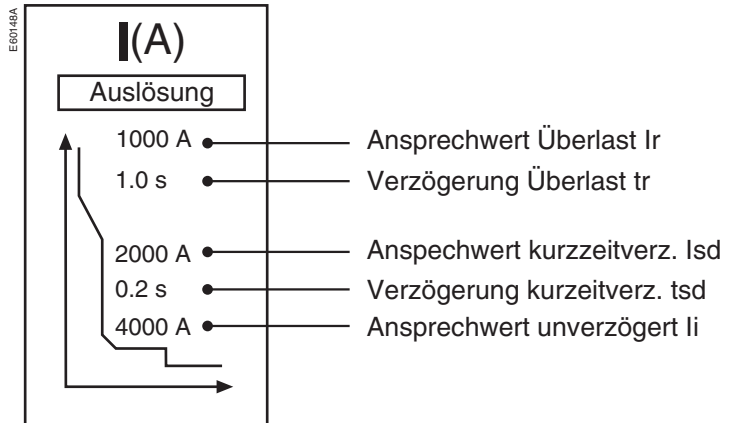 E60148A
I(A)
Auslösung
1000 A Ansprechwert Überlast Ir
1.0 s Verzögerung Überlast tr
2000 A Anspechwert kurzzeitverz. Isd
0.2 s Verzögerung kurzeitverz. tsd
4000 A Ansprechwert unverzögert Ii